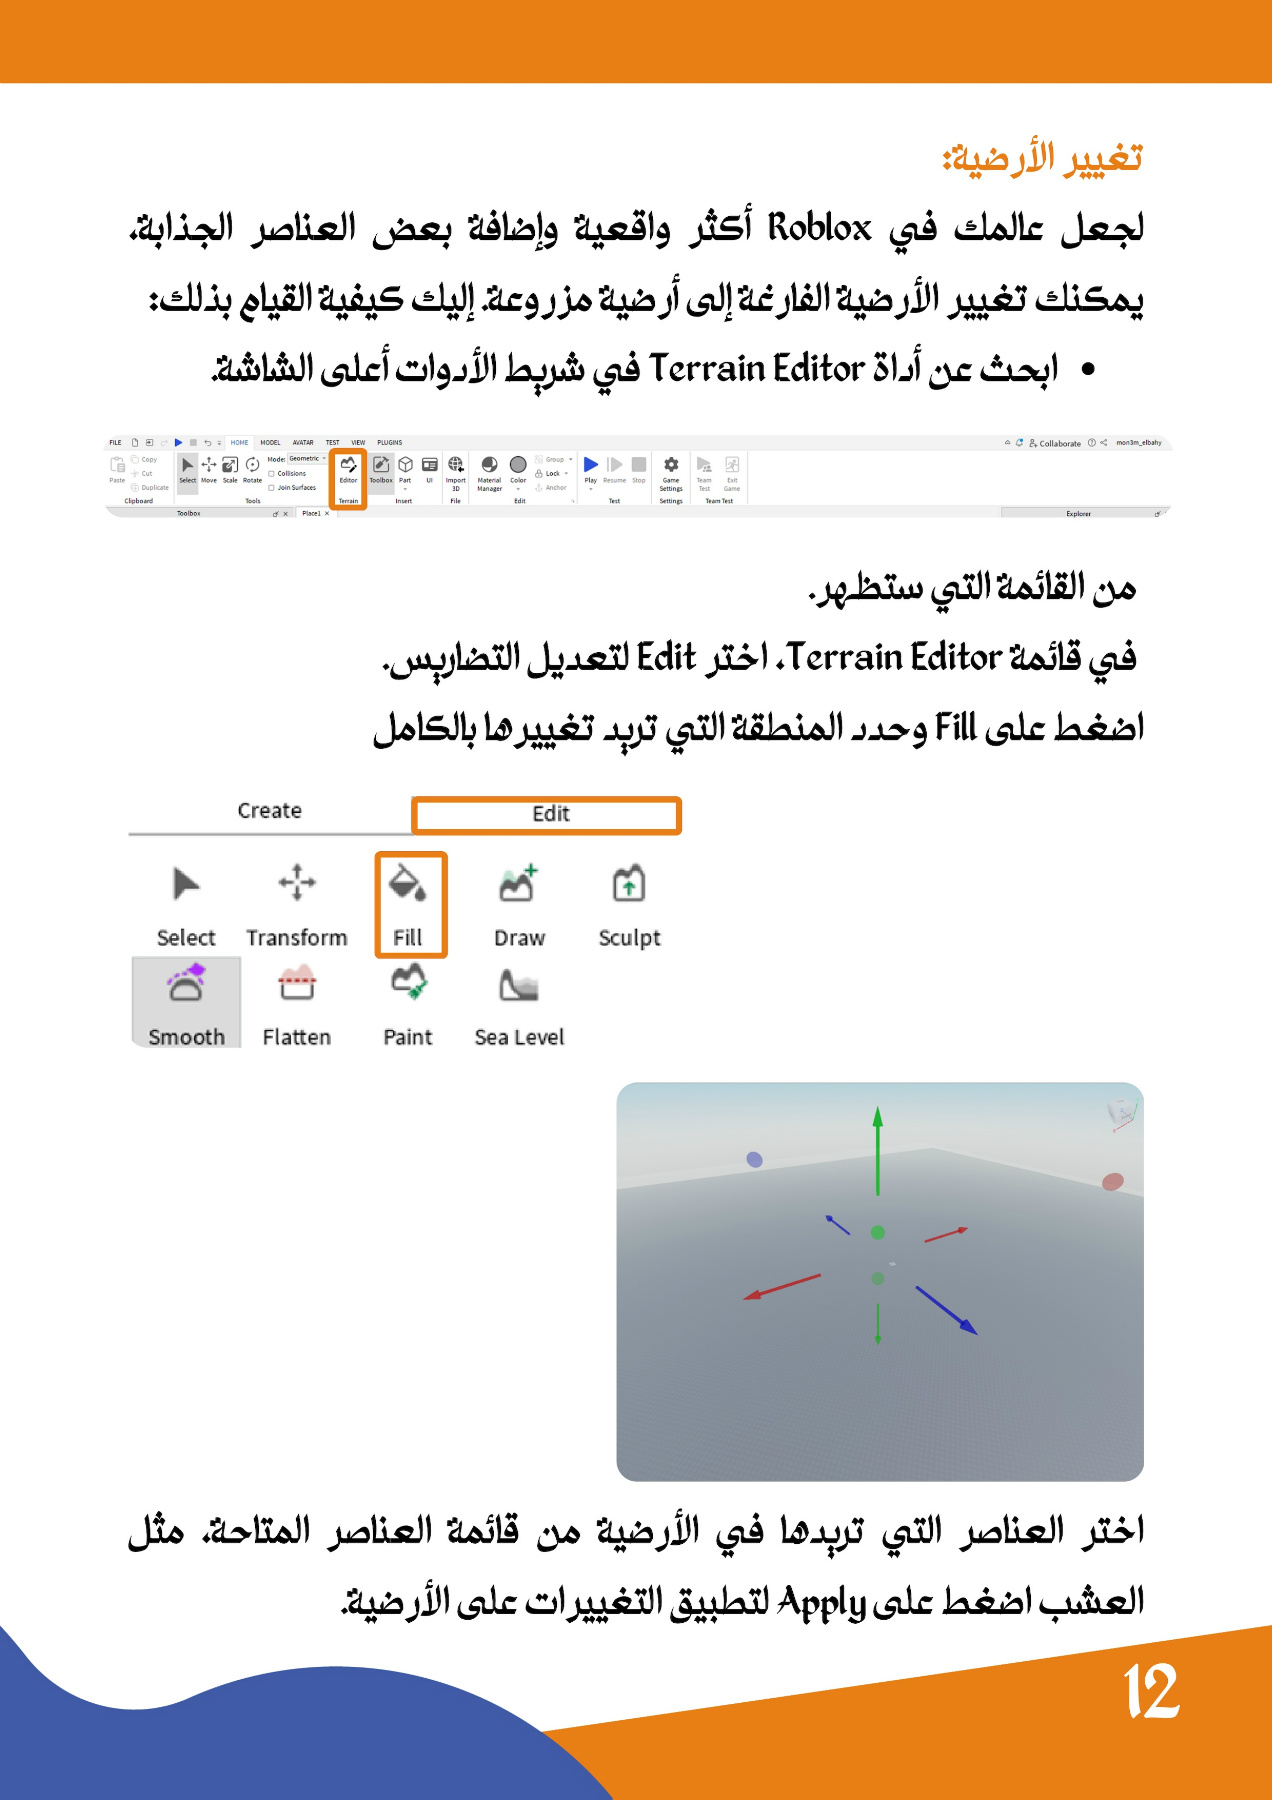 تغيير الأرضية:
لجعل عالمك في Roblox أكثر واقعية وإضافة بعض العناصر الجذابة،
يمكنك تغيير الأرضية الفارغة إلى أرضية مزروعة. إليك كيفية القيام بذلك:
• ابحث عن أداة Terrain Editor في شريط الأدوات أعلى الشاشة.
FILE HOME MODEL AVATAR TEST VIEW PLUGINS Collaborate mon3m_elbahy
Copy Mode: Geometric Group
Cut Collisions Lock
Paste Select Move Scale Rotate Editor Toolbox Part UI Import 3D Material Manager Color Play Resume Stop Game Settings Team Test Exit Game
Duplicate Join Surfaces Anchor
Clipboard Tools Terrain Insert File Edit Test Settings Team Test
Toolbox Place1 Explorer
من القائمة التي ستظهر.
في قائمة Terrain Editor، اختر Edit لتعديل التضاريس.
اضغط على Fill وحدد المنطقة التي تريد تغييرها بالكامل
Create Edit
Select Transform Fill Draw Sculpt
Smooth Flatten Paint Sea Level
اختر العناصر التي تريدها في الأرضية من قائمة العناصر المتاحة، مثل
العشب اضغط على Apply لتطبيق التغييرات على الأرضية.
12